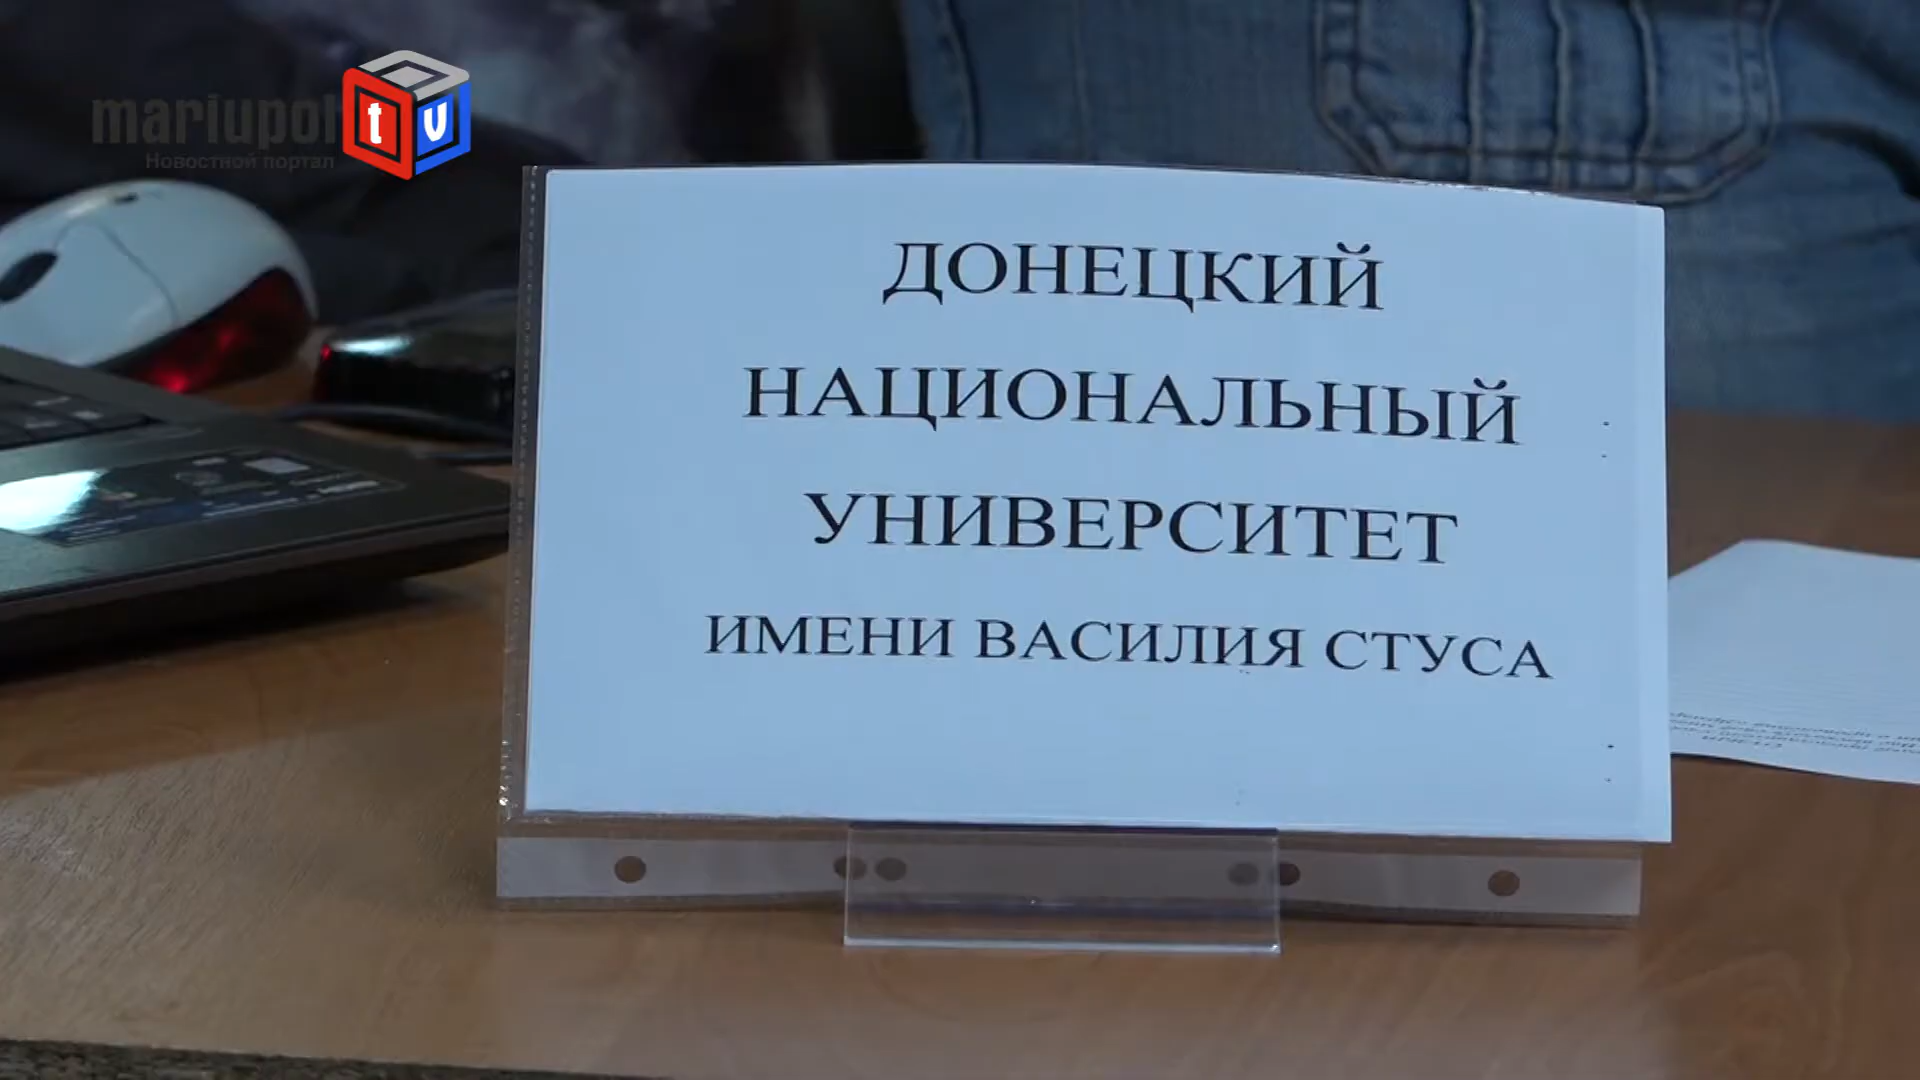 mariupol tv
Новостной портал
ДОНЕЦКИЙ
НАЦИОНАЛЬНЫЙ
УНИВЕРСИТЕТ
ИМЕНИ ВАСИЛИЯ СТУСА